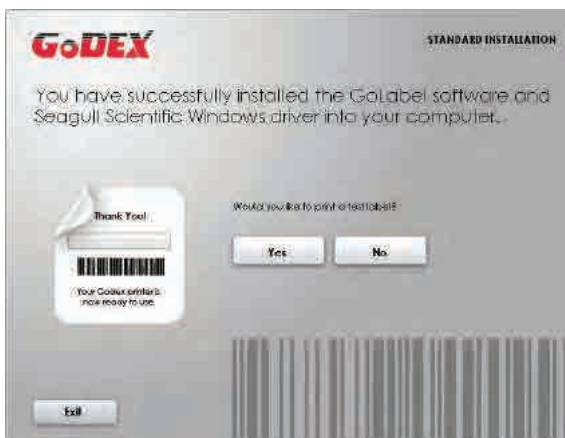 GoDEX
STANDARD INSTALLATION
You have successfully installed the GoLabel software and
Seagull Scientific Windows driver into your computer.
Thank You!
Your Godex printer is
now ready to use.
Would you like to print a test label?
Yes
No
Exit